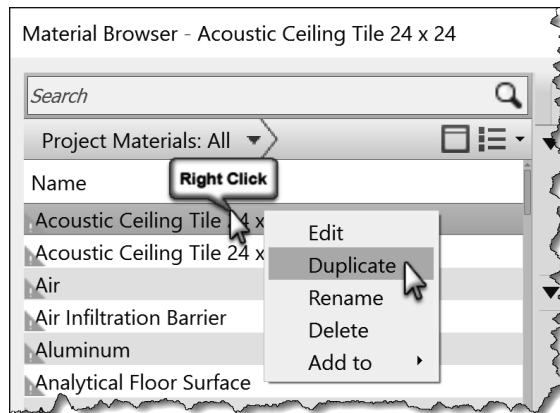 Material Browser - Acoustic Ceiling Tile 24 x 24
Search
Project Materials: All
Name
Right Click
Acoustic Ceiling Tile 24 x
Acoustic Ceiling Tile 24 x
Air
Air Infiltration Barrier
Aluminum
Analytical Floor Surface
Edit
Duplicate
Rename
Delete
Add to